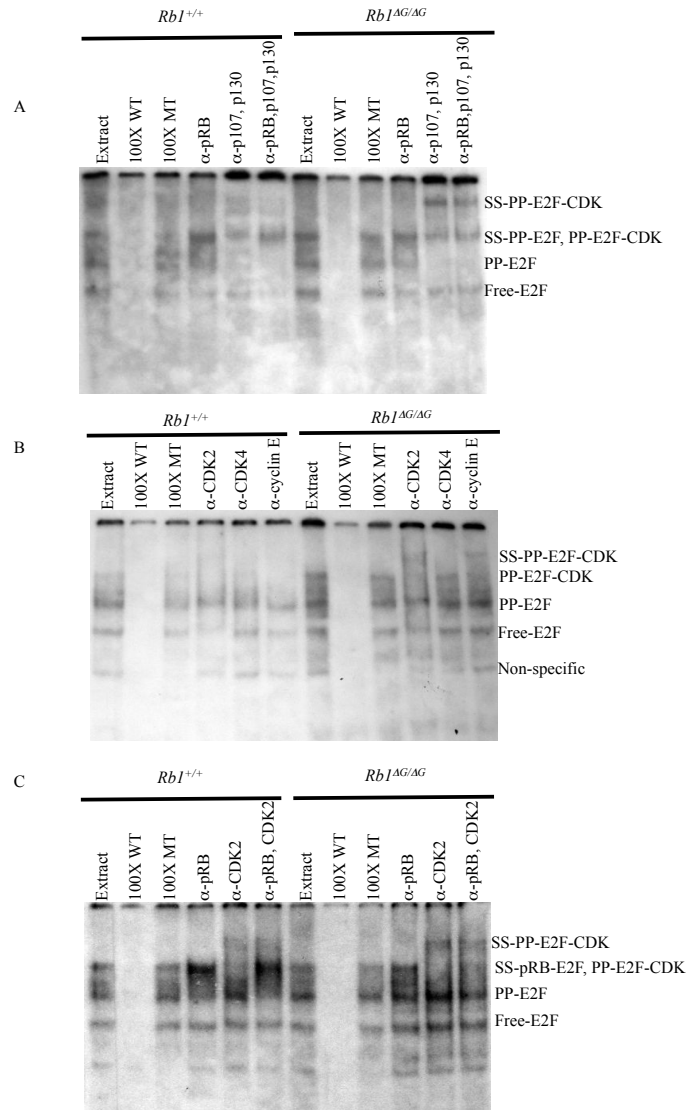 A
Rb1+/+
Rb1ΔG/ΔG
Extract
100X WT
100X MT
α-pRB
α-p107, p130
α-pRB,p107,p130
Extract
100X WT
100X MT
α-pRB
α-p107, p130
α-pRB,p107, p130
SS-PP-E2F-CDK
SS-PP-E2F, PP-E2F-CDK
PP-E2F
Free-E2F
B
Rb1+/+
Rb1ΔG/ΔG
Extract
100X WT
100X MT
α-CDK2
α-CDK4
α-cyclin E
Extract
100X WT
100X MT
α-CDK2
α-CDK4
α-cyclin E
SS-PP-E2F-CDK
PP-E2F-CDK
PP-E2F
Free-E2F
Non-specific
C
Rb1+/+
Rb1ΔG/ΔG
Extract
100X WT
100X MT
α-pRB
α-CDK2
α-pRB, CDK2
Extract
100X WT
100X MT
α-pRB
α-CDK2
α-pRB, CDK2
SS-PP-E2F-CDK
SS-pRB-E2F, PP-E2F-CDK
PP-E2F
Free-E2F